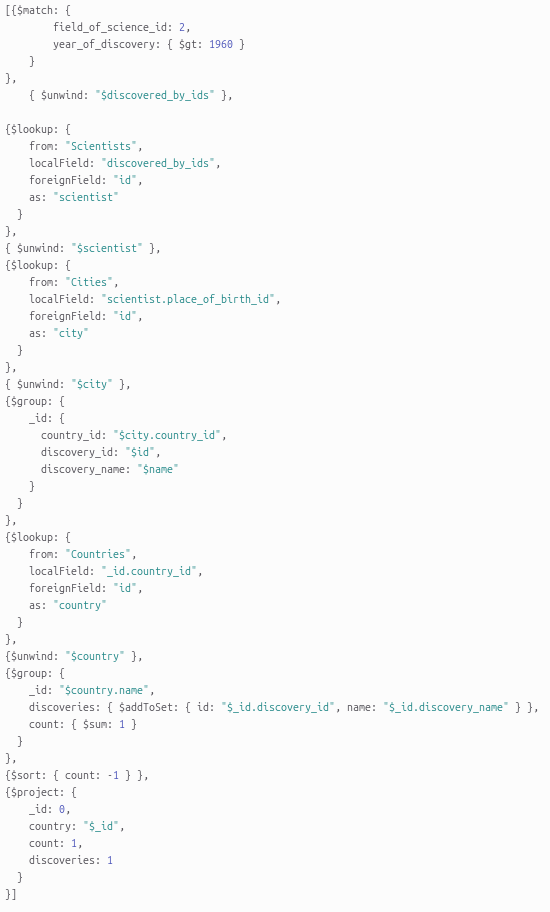 [{$match: {
        field_of_science_id: 2,
        year_of_discovery: { $gt: 1960 }
    }
},
    { $unwind: "$discovered_by_ids" },

{$lookup: {
    from: "Scientists",
    localField: "discovered_by_ids",
    foreignField: "id",
    as: "scientist"
  }
},
{ $unwind: "$scientist" },
{$lookup: {
    from: "Cities",
    localField: "scientist.place_of_birth_id",
    foreignField: "id",
    as: "city"
  }
},
{ $unwind: "$city" },
{$group: {
    _id: {
      country_id: "$city.country_id",
      discovery_id: "$id",
      discovery_name: "$name"
    }
  }
},
{$lookup: {
    from: "Countries",
    localField: "_id.country_id",
    foreignField: "id",
    as: "country"
  }
},
{$unwind: "$country" },
{$group: {
    _id: "$country.name",
    discoveries: { $addToSet: { id: "$_id.discovery_id", name: "$_id.discovery_name" } },
    count: { $sum: 1 }
  }
},
{$sort: { count: -1 } },
{$project: {
    _id: 0,
    country: "$_id",
    count: 1,
    discoveries: 1
  }
}]